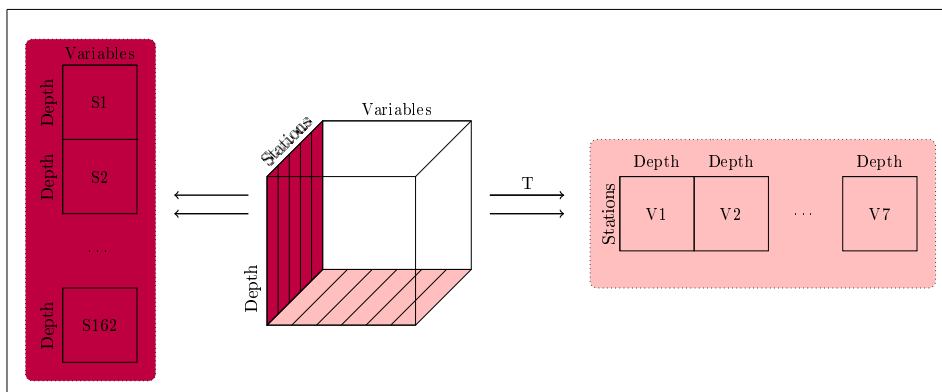 Variables
Depth
S1
Depth
S2
. . .
Depth
S162
Stations
Variables
Depth
T
Depth
Depth
Depth
Stations
V1
V2
. . .
V7